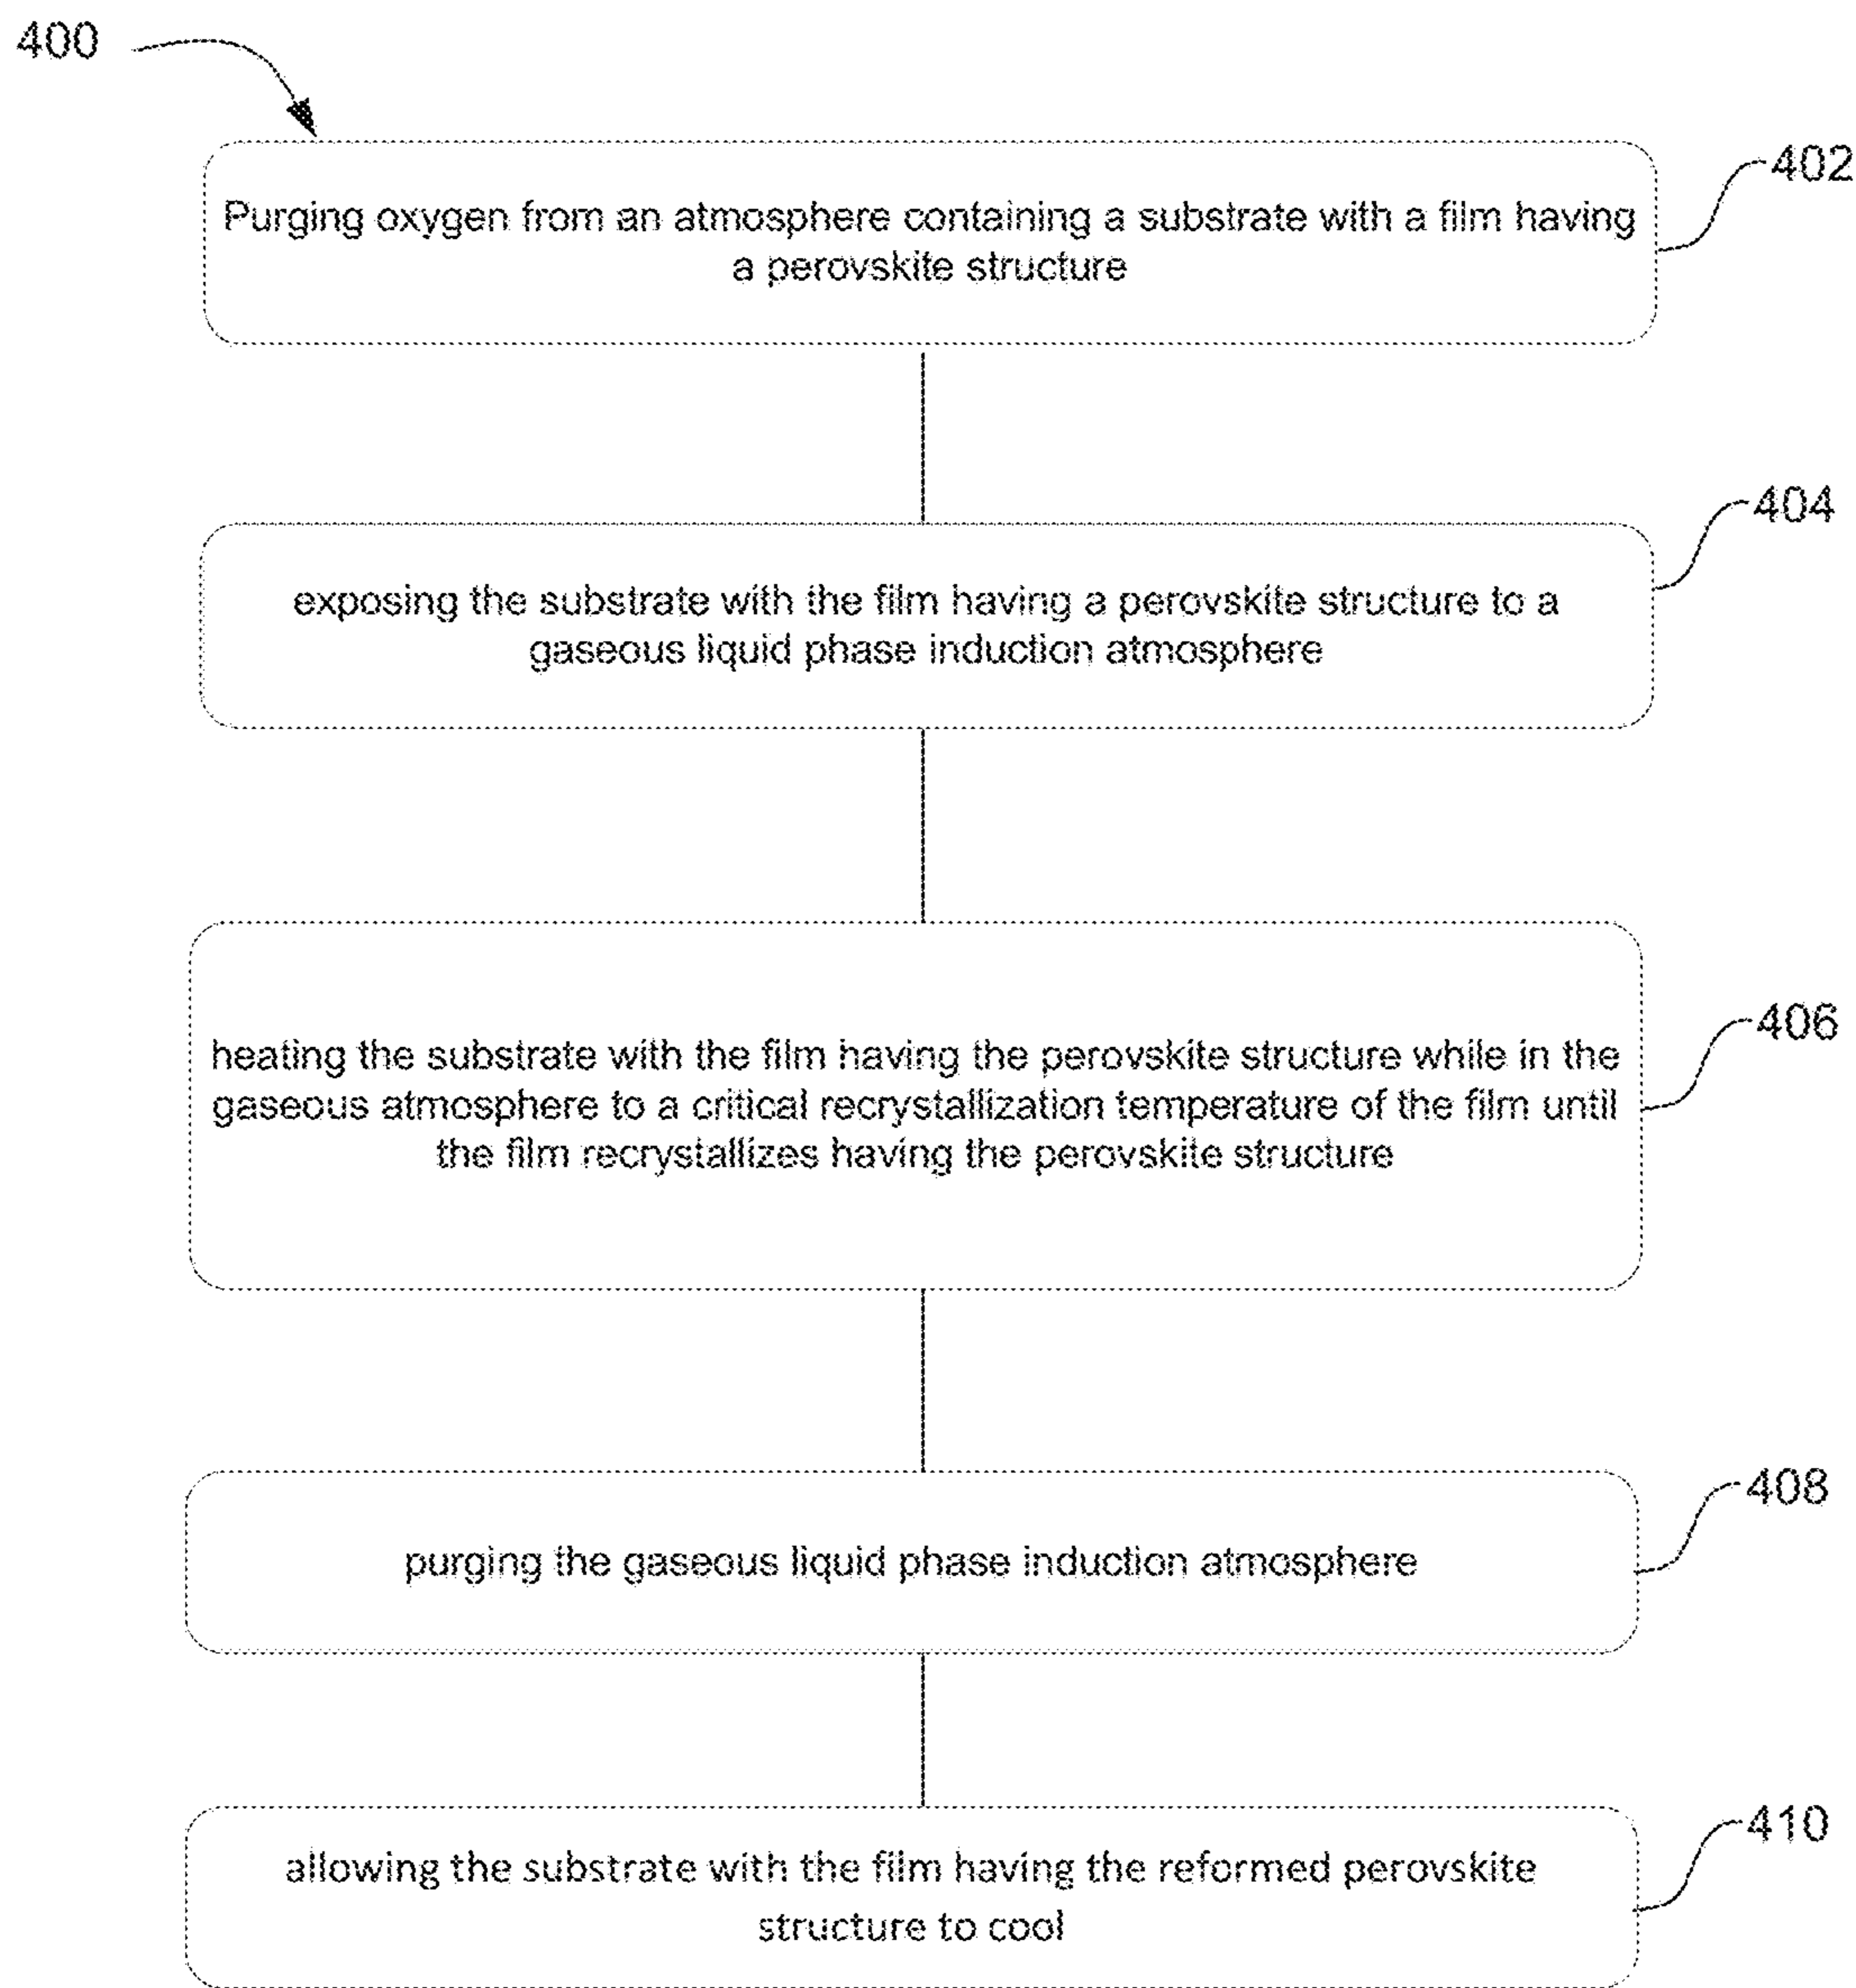 400
402
Purging oxygen from an atmosphere containing a substrate with a film having
a perovskite structure
404
exposing the substrate with the film having a perovskite structure to a
gaseous liquid phase induction atmosphere
406
heating the substrate with the film having the perovskite structure while in the
gaseous atmosphere to a critical recrystallization temperature of the film until
the film recrystallizes having the perovskite structure
408
purging the gaseous liquid phase induction atmosphere
410
allowing the substrate with the film having the reformed perovskite
structure to cool